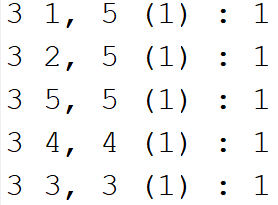 3 1, 5 (1) : 1
3 2, 5 (1) : 1
3 5, 5 (1) : 1
3 4, 4 (1) : 1
3 3, 3 (1) : 1